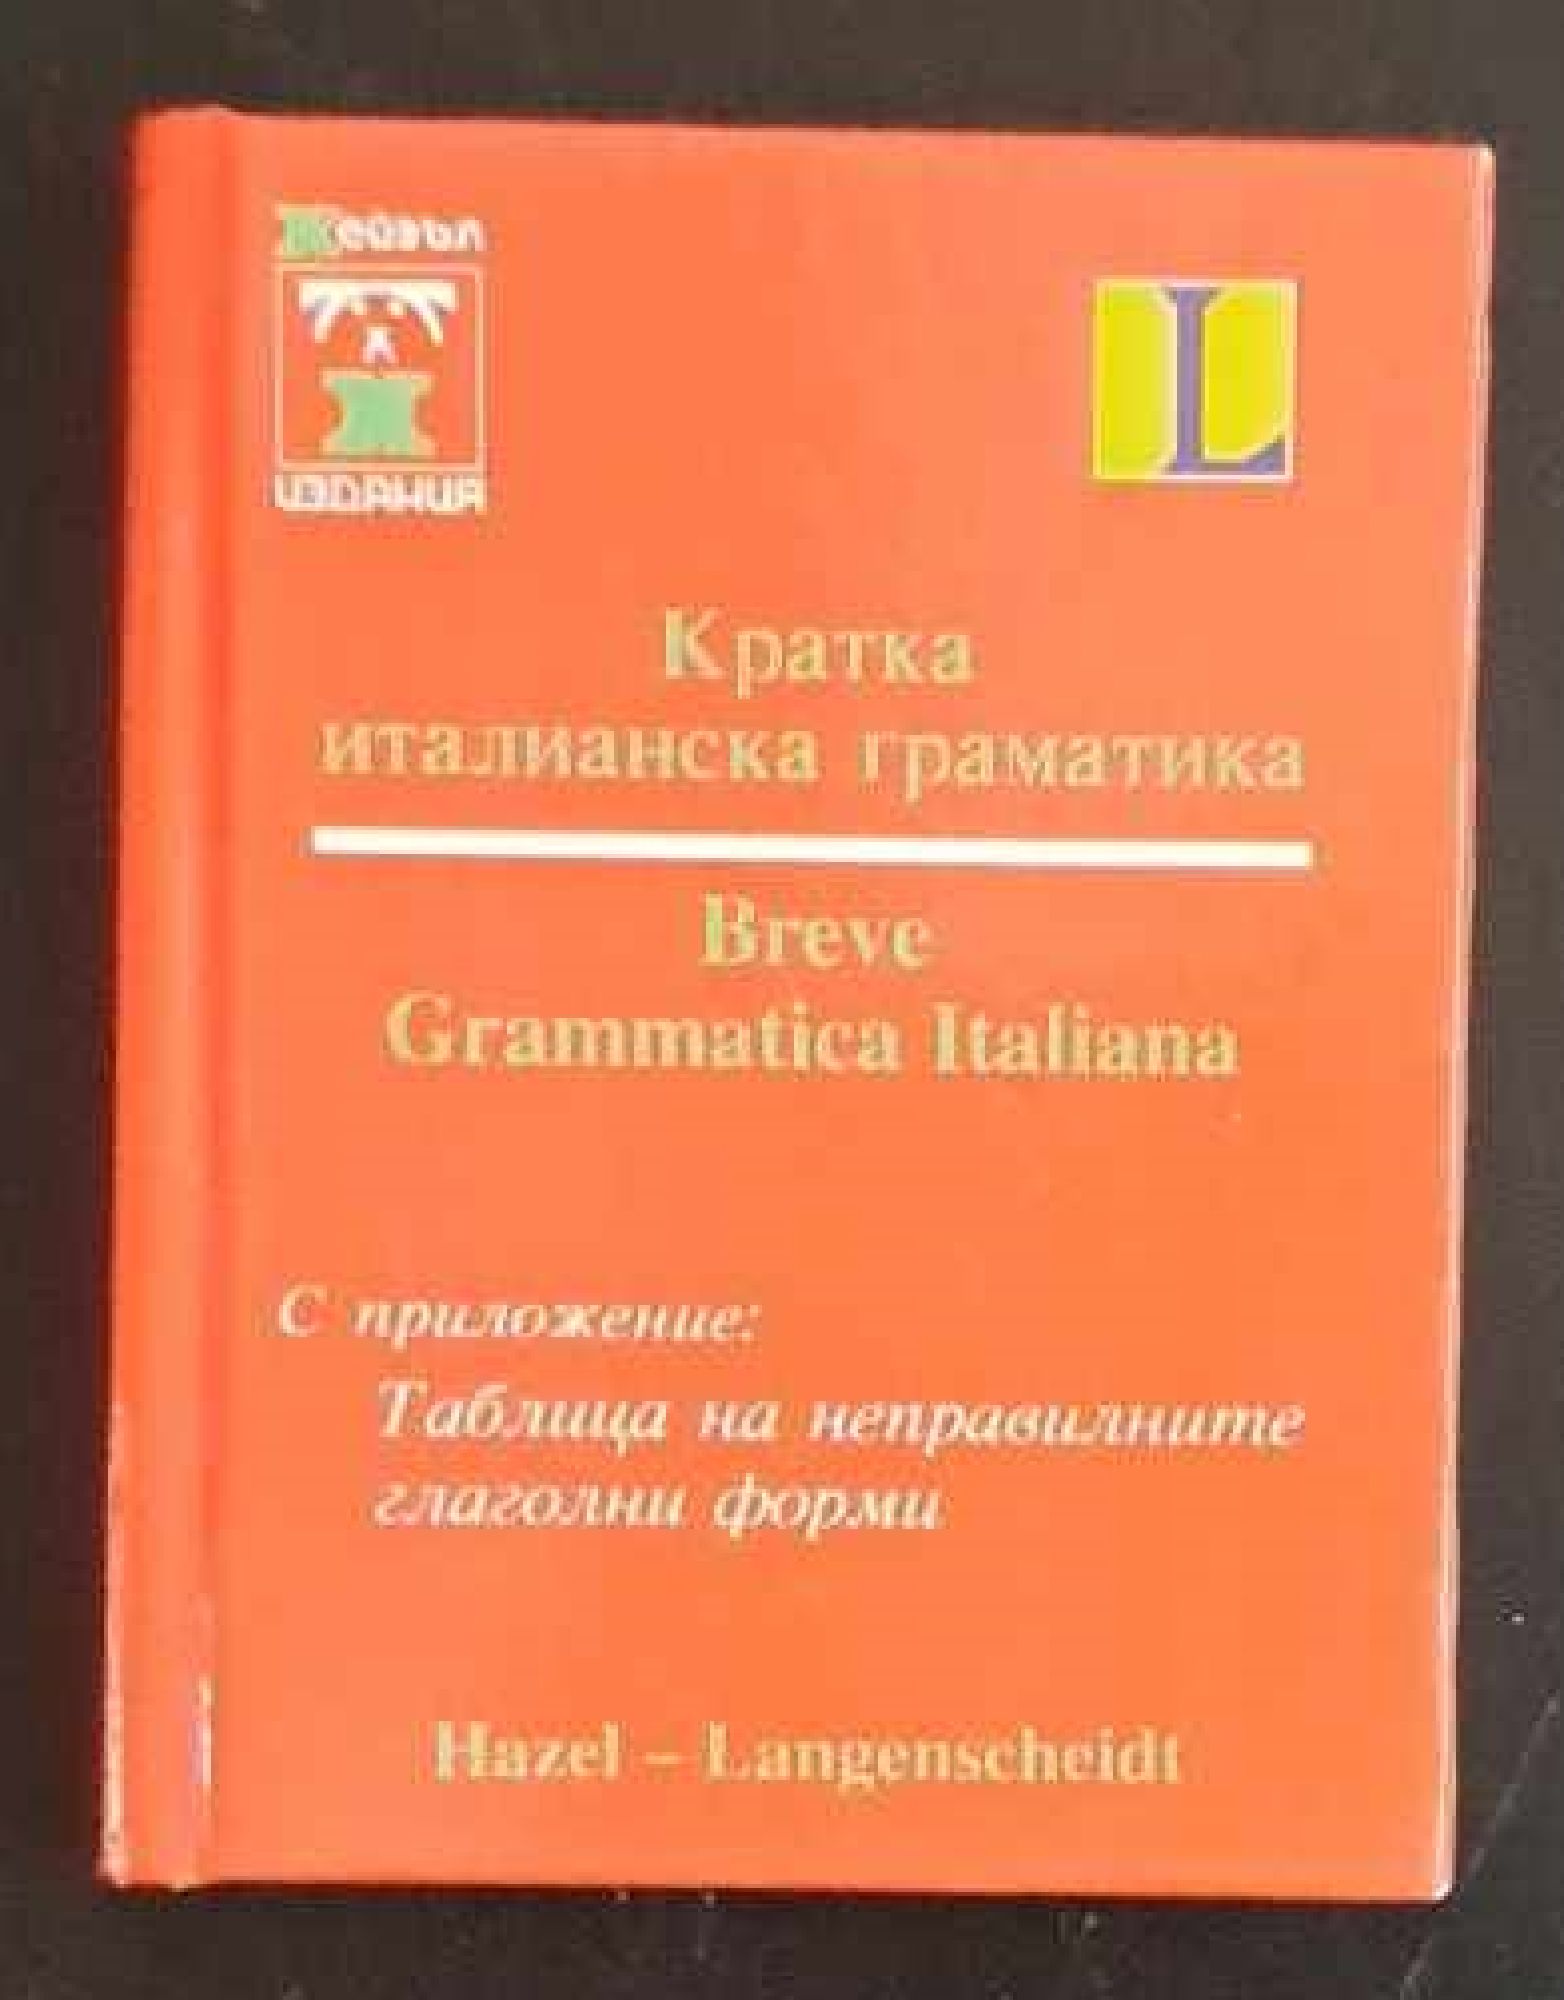 Хейзъл
ИЗДАНИЯ
L
Кратка
италианска граматика
Breve
Grammatica Italiana
С приложение:
Таблица на неправилните
глаголни форми
Hazel – Langenscheidt